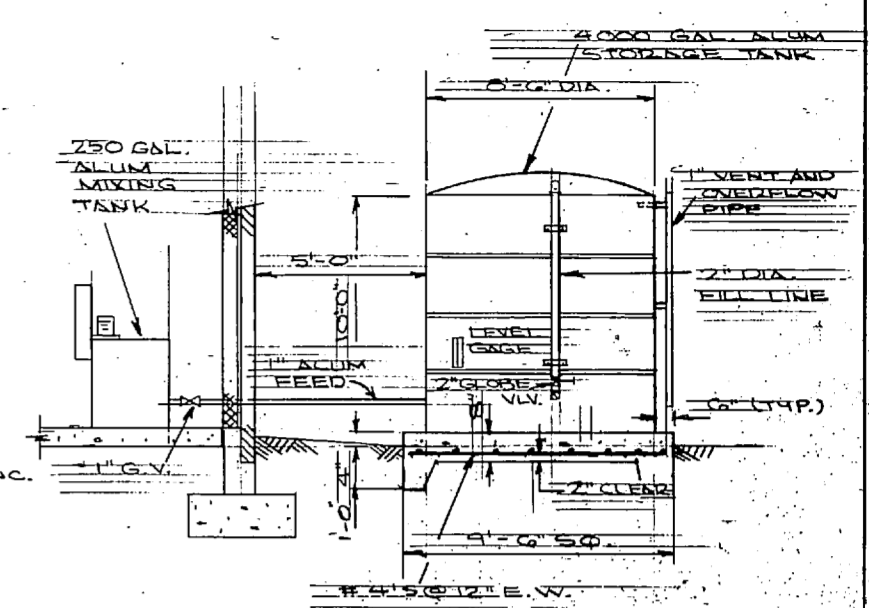 4000 GAL. ALUM
STORAGE TANK
8'-6" DIA.
250 GAL.
ALUM
MIXING
TANK
1" VENT AND
OVERFLOW
PIPE
5'-0"
10'-0"
2" DIA.
FILL LINE
LEVEL
GAGE
1" ALUM
FEED
2" GLOBE
VLV.
6" (TYP.)
1" G.V.
4"
1'-0"
2" CLEAR
9'-6" SQ.
# 4'S @ 12" E.W.